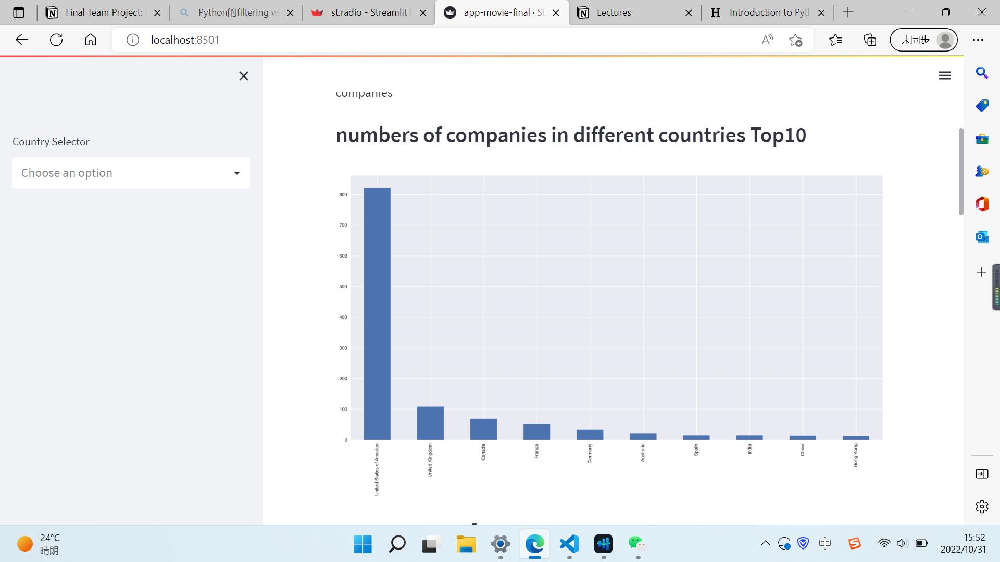 Final Team Project:
Python的filtering wi
st.radio - Streamlit
app-movie-final · St
Lectures
Introduction to Pyth
localhost:8501
未同步
companies
numbers of companies in different countries Top10
Country Selector
Choose an option
800
700
600
500
400
300
200
100
0
United States of America
United Kingdom
Canada
France
Germany
Australia
Spain
India
China
Hong Kong
24°C
晴朗
中
15:52
2022/10/31